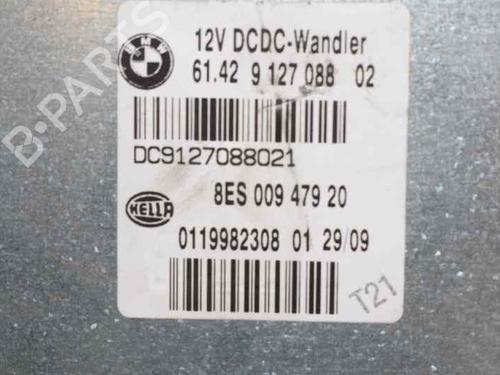 BMW
12V DCDC-Wandler
61.42 9 127 088 02
DC9127088021
8ES 009 479 20
HELLA
0119982308 01 29/09
T21